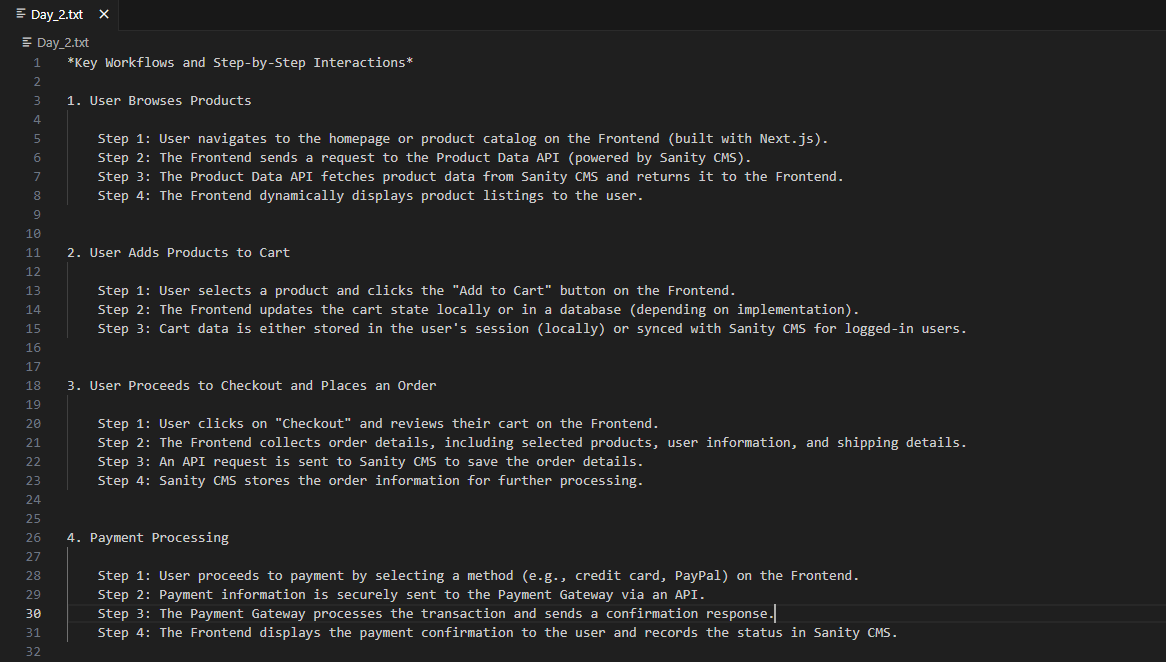 Day_2.txt
Day_2.txt
1 *Key Workflows and Step-by-Step Interactions*
2
3 1. User Browses Products
4
5 Step 1: User navigates to the homepage or product catalog on the Frontend (built with Next.js).
6 Step 2: The Frontend sends a request to the Product Data API (powered by Sanity CMS).
7 Step 3: The Product Data API fetches product data from Sanity CMS and returns it to the Frontend.
8 Step 4: The Frontend dynamically displays product listings to the user.
9
10
11 2. User Adds Products to Cart
12
13 Step 1: User selects a product and clicks the "Add to Cart" button on the Frontend.
14 Step 2: The Frontend updates the cart state locally or in a database (depending on implementation).
15 Step 3: Cart data is either stored in the user's session (locally) or synced with Sanity CMS for logged-in users.
16
17
18 3. User Proceeds to Checkout and Places an Order
19
20 Step 1: User clicks on "Checkout" and reviews their cart on the Frontend.
21 Step 2: The Frontend collects order details, including selected products, user information, and shipping details.
22 Step 3: An API request is sent to Sanity CMS to save the order details.
23 Step 4: Sanity CMS stores the order information for further processing.
24
25
26 4. Payment Processing
27
28 Step 1: User proceeds to payment by selecting a method (e.g., credit card, PayPal) on the Frontend.
29 Step 2: Payment information is securely sent to the Payment Gateway via an API.
30 Step 3: The Payment Gateway processes the transaction and sends a confirmation response.
31 Step 4: The Frontend displays the payment confirmation to the user and records the status in Sanity CMS.
32